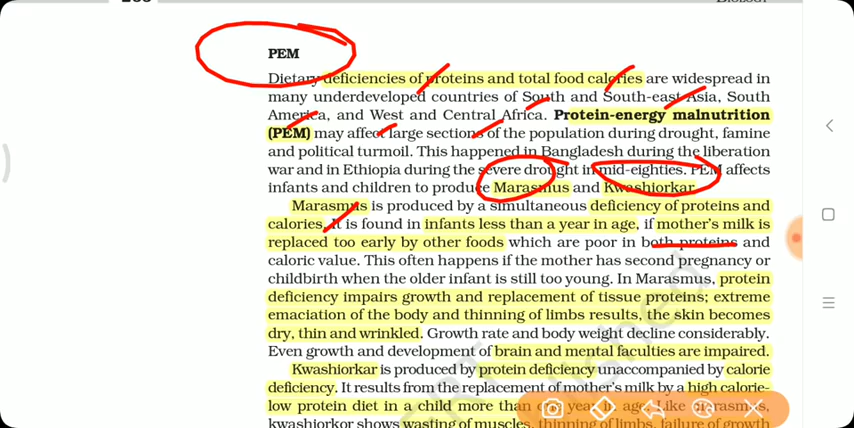 PEM
Dietary deficiencies of proteins and total food calories are widespread in
many underdeveloped countries of South and South-east Asia, South
America, and West and Central Africa. Protein-energy malnutrition
(PEM) may affect large sections of the population during drought, famine
and political turmoil. This happened in Bangladesh during the liberation
war and in Ethiopia during the severe drought in mid-eighties. PEM affects
infants and children to produce Marasmus and Kwashiorkar.
Marasmus is produced by a simultaneous deficiency of proteins and
calories. It is found in infants less than a year in age, if mother's milk is
replaced too early by other foods which are poor in both proteins and
caloric value. This often happens if the mother has second pregnancy or
childbirth when the older infant is still too young. In Marasmus, protein
deficiency impairs growth and replacement of tissue proteins; extreme
emaciation of the body and thinning of limbs results, the skin becomes
dry, thin and wrinkled. Growth rate and body weight decline considerably.
Even growth and development of brain and mental faculties are impaired.
Kwashiorkar is produced by protein deficiency unaccompanied by calorie
deficiency. It results from the replacement of mother's milk by a high calorie-
low protein diet in a child more than one year in age. Like marasmus,
kwashiorkor shows wasting of muscles, thinning of limbs, failure of growth